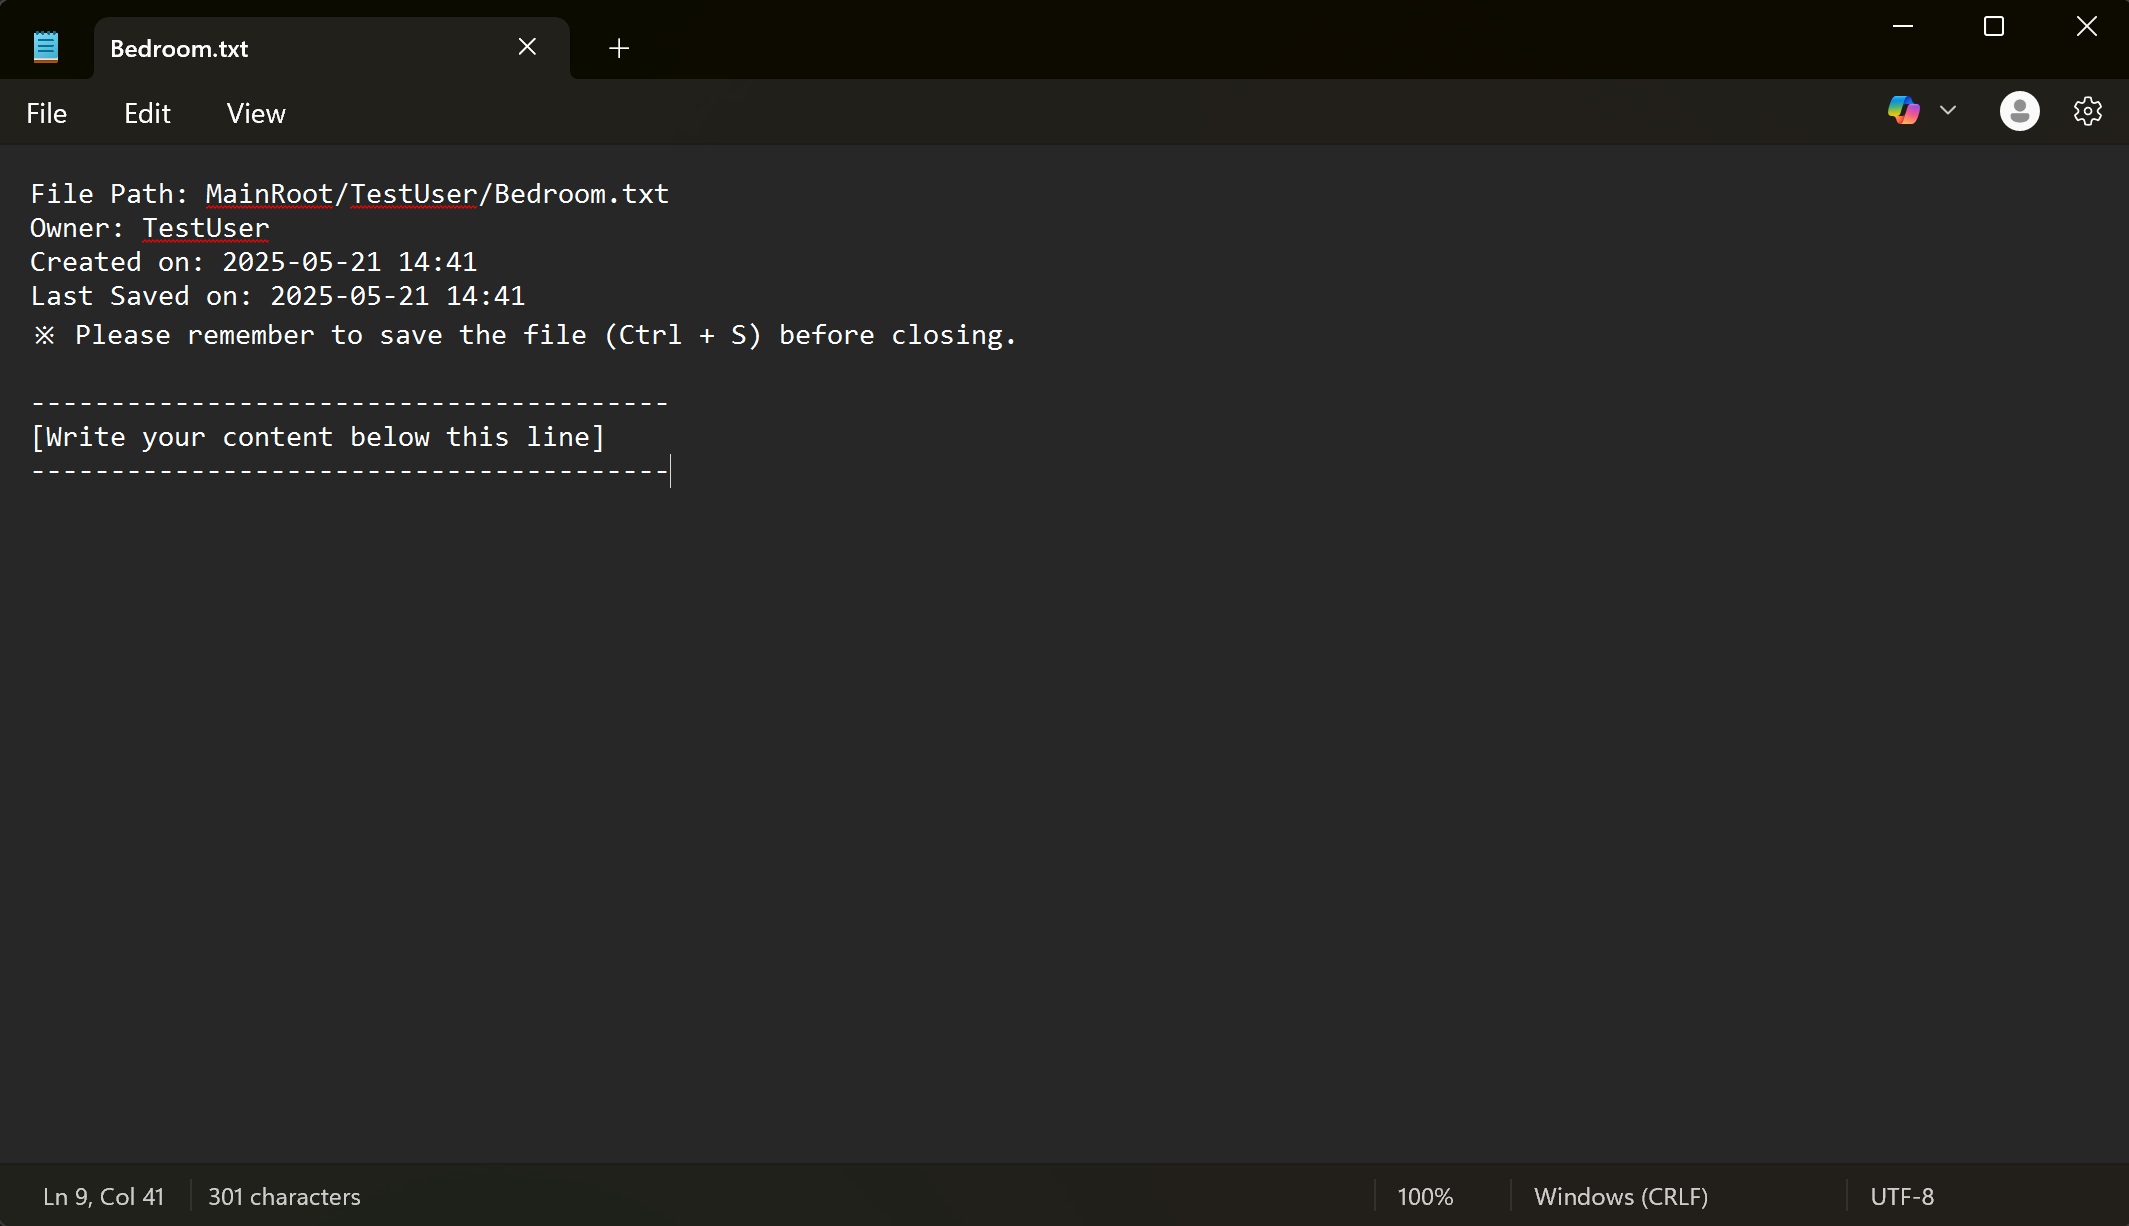 Bedroom.txt
File Edit View
File Path: MainRoot/TestUser/Bedroom.txt
Owner: TestUser
Created on: 2025-05-21 14:41
Last Saved on: 2025-05-21 14:41
※ Please remember to save the file (Ctrl + S) before closing.
----------------------------------------
[Write your content below this line]
----------------------------------------
Ln 9, Col 41 301 characters 100% Windows (CRLF) UTF-8